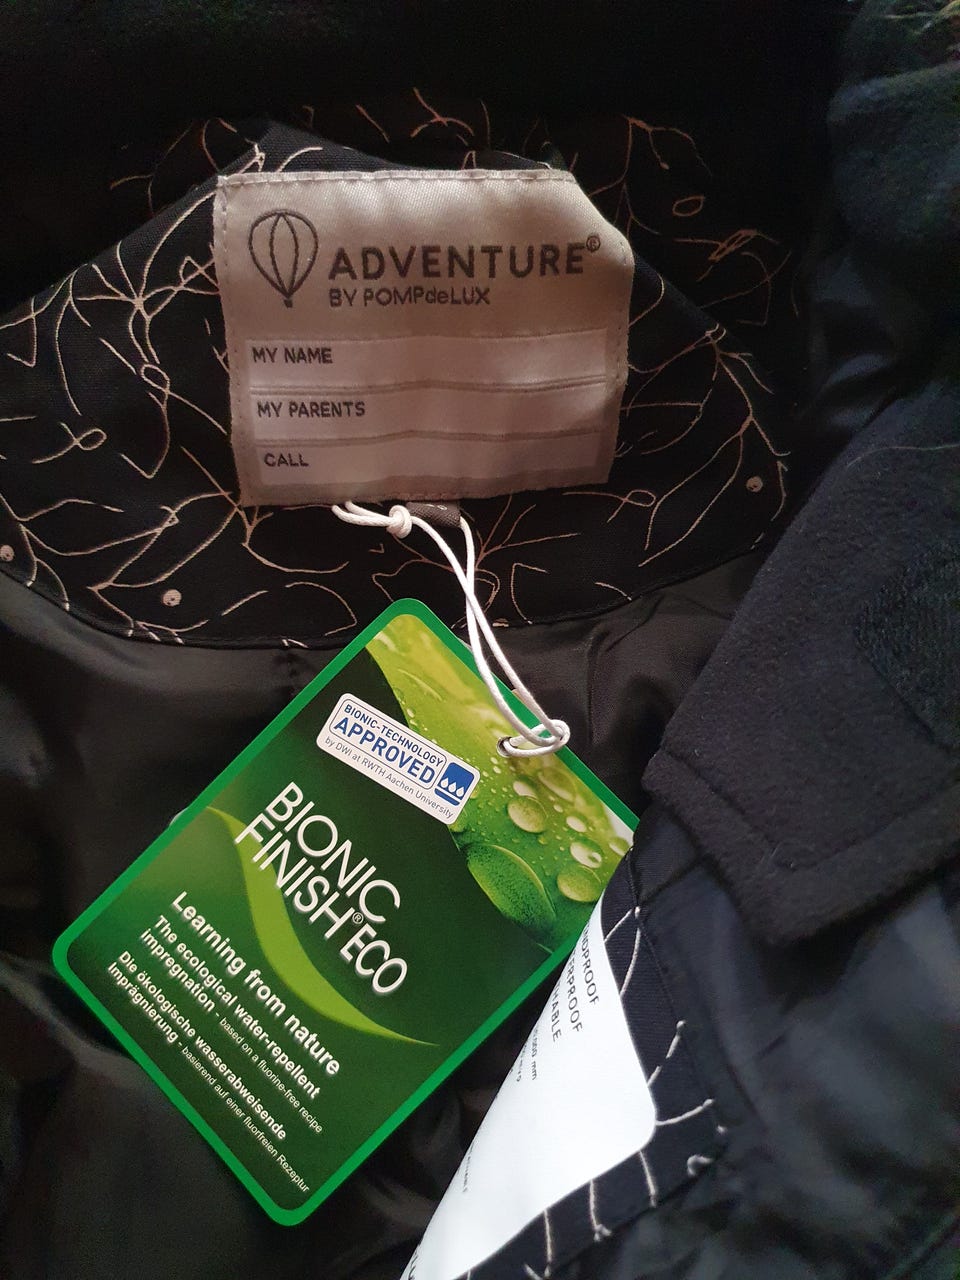 ADVENTURE®
BY POMPdeLUX
MY NAME
MY PARENTS
CALL
BIONIC-TECHNOLOGY
APPROVED
by DWI at RWTH Aachen University
BIONIC
FINISH® ECO
Learning from nature
The ecological water-repellent
impregnation - based on a fluorine-free recipe
Die ökologische wasserabweisende
Imprägnierung - basierend auf einer fluorfreien Rezeptur